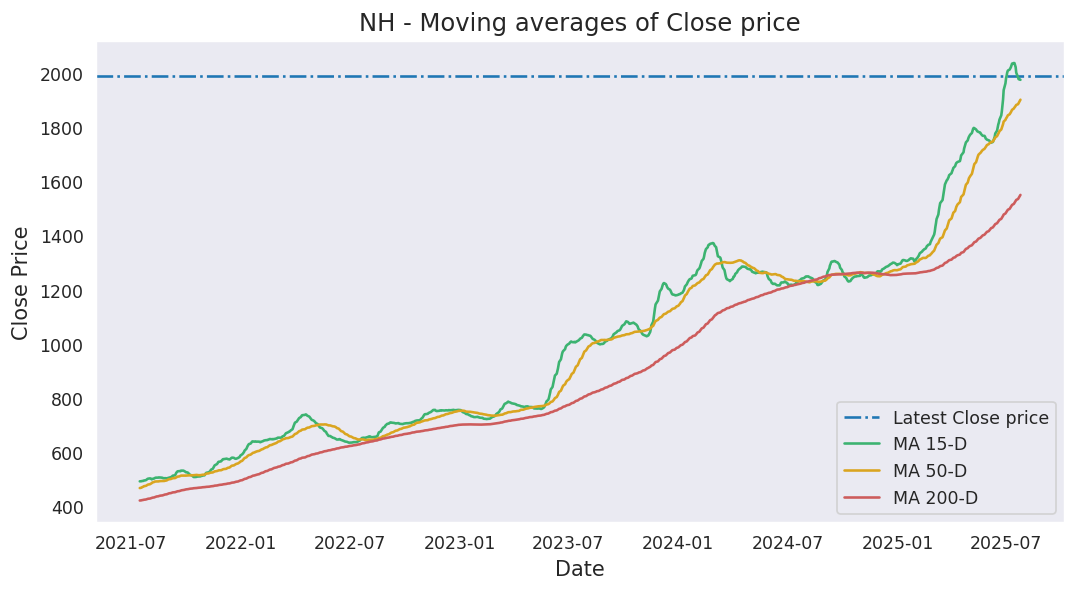 NH - Moving averages of Close price
Close Price
2000
1800
1600
1400
1200
1000
800
600
400
Latest Close price
MA 15-D
MA 50-D
MA 200-D
2021-07 2022-01 2022-07 2023-01 2023-07 2024-01 2024-07 2025-01 2025-07
Date